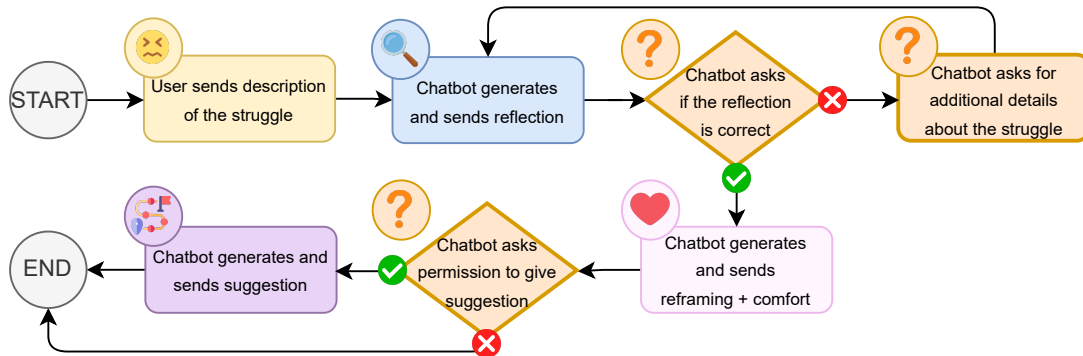 START
User sends description
of the struggle
Chatbot generates
and sends reflection
Chatbot asks
if the reflection
is correct
Chatbot asks for
additional details
about the struggle
Chatbot generates
and sends
reframing + comfort
Chatbot asks
permission to give
suggestion
Chatbot generates and
sends suggestion
END